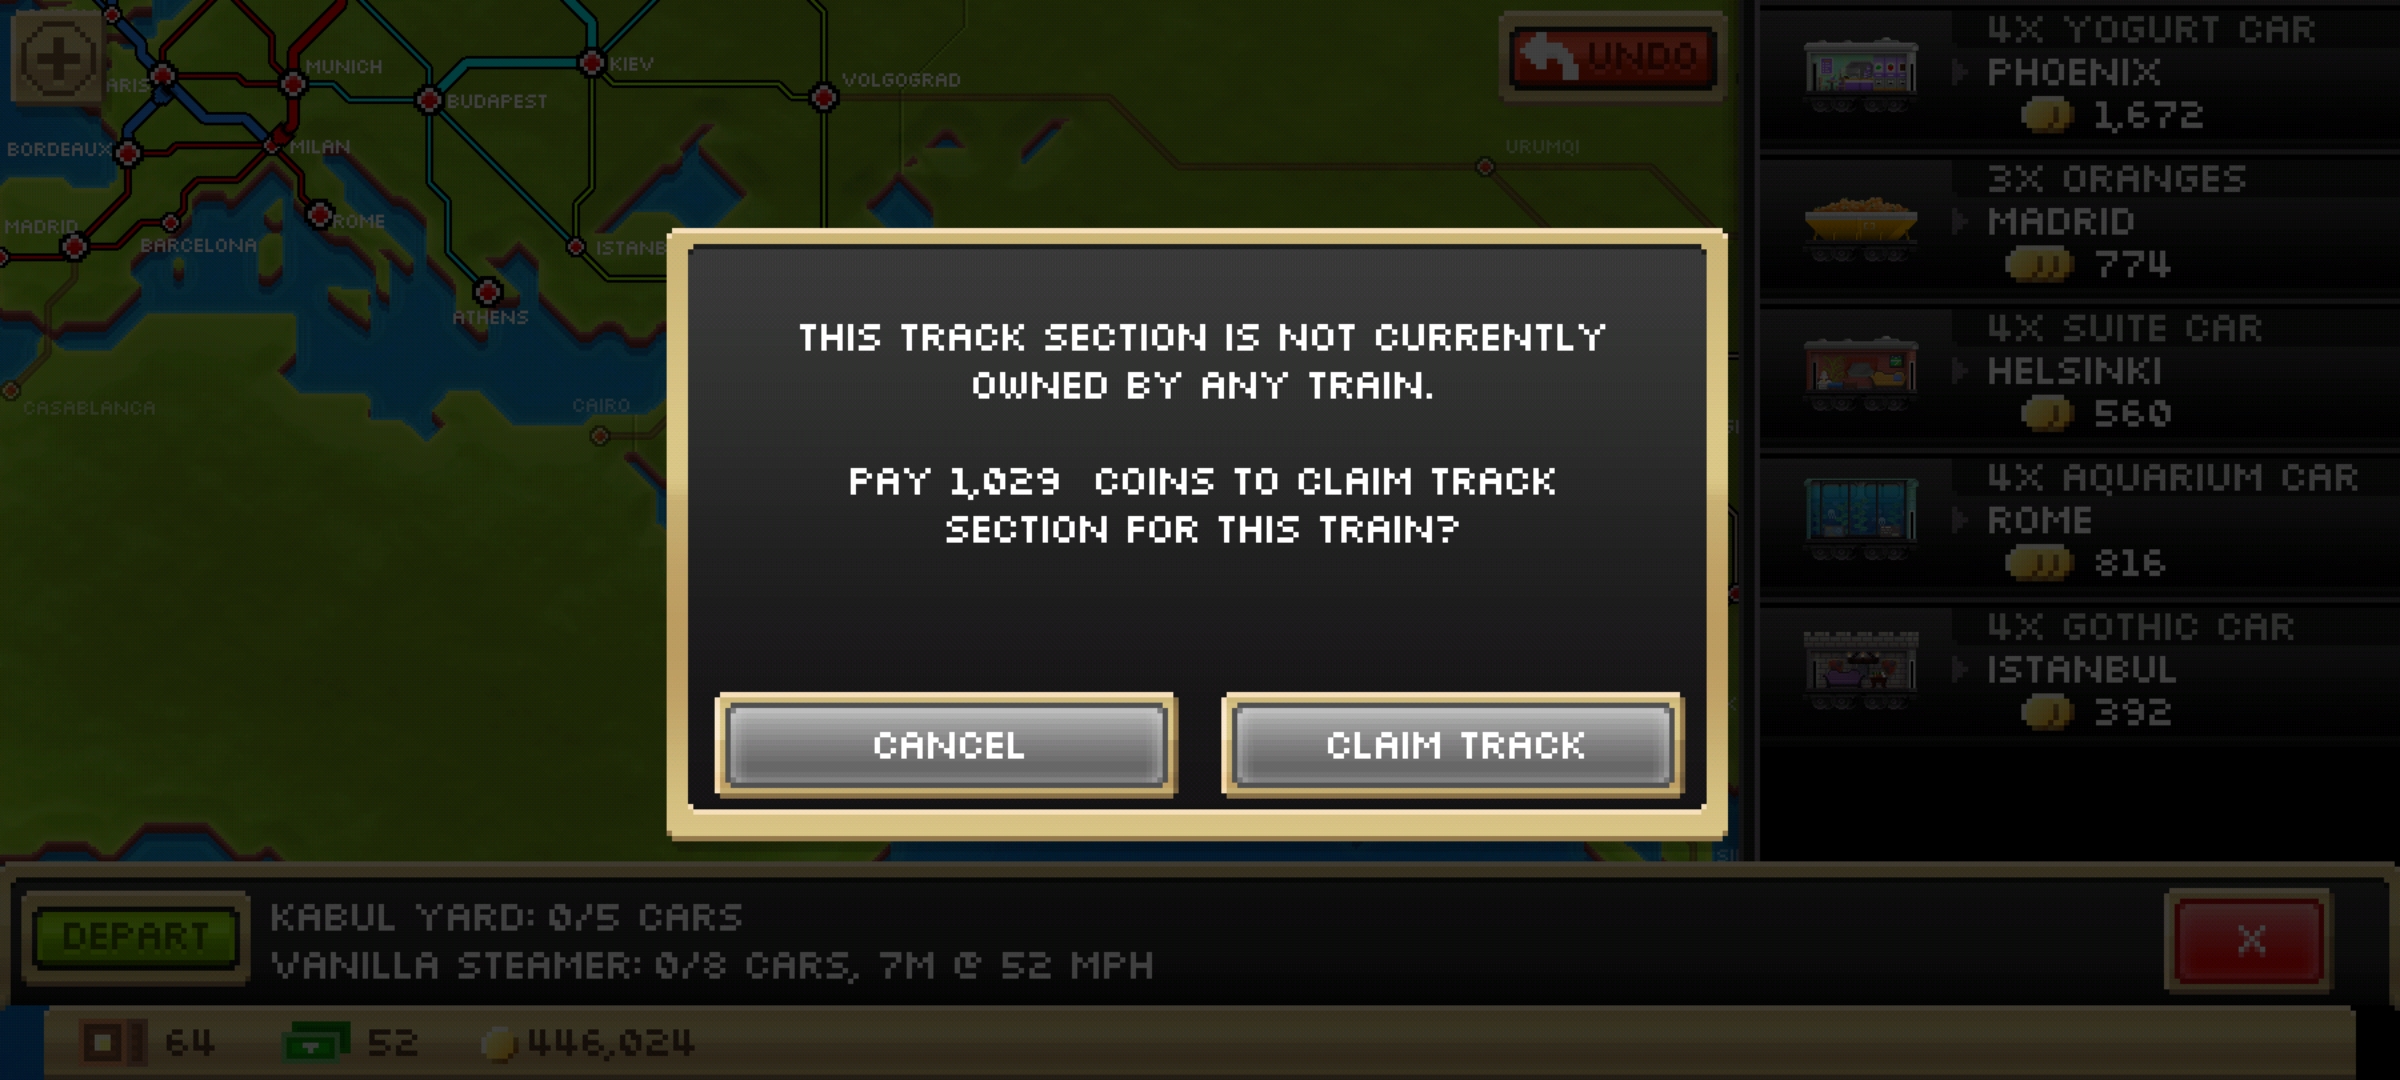 MUNICH
KIEV
ARIS
BUDAPEST
VOLGOGRAD
BORDEAUX
MILAN
URUMQI
MADRID
ROME
BARCELONA
ISTANB
ATHENS
CASABLANCA
CAIRO
UNDO
4X YOGURT CAR
PHOENIX
1,672
3X ORANGES
MADRID
774
4X SUITE CAR
HELSINKI
560
4X AQUARIUM CAR
ROME
816
4X GOTHIC CAR
ISTANBUL
392
THIS TRACK SECTION IS NOT CURRENTLY
OWNED BY ANY TRAIN.
PAY 1,029 COINS TO CLAIM TRACK
SECTION FOR THIS TRAIN?
CANCEL
CLAIM TRACK
DEPART
KABUL YARD: 0/5 CARS
VANILLA STEAMER: 0/8 CARS, 7M @ 52 MPH
X
64
52
446,024